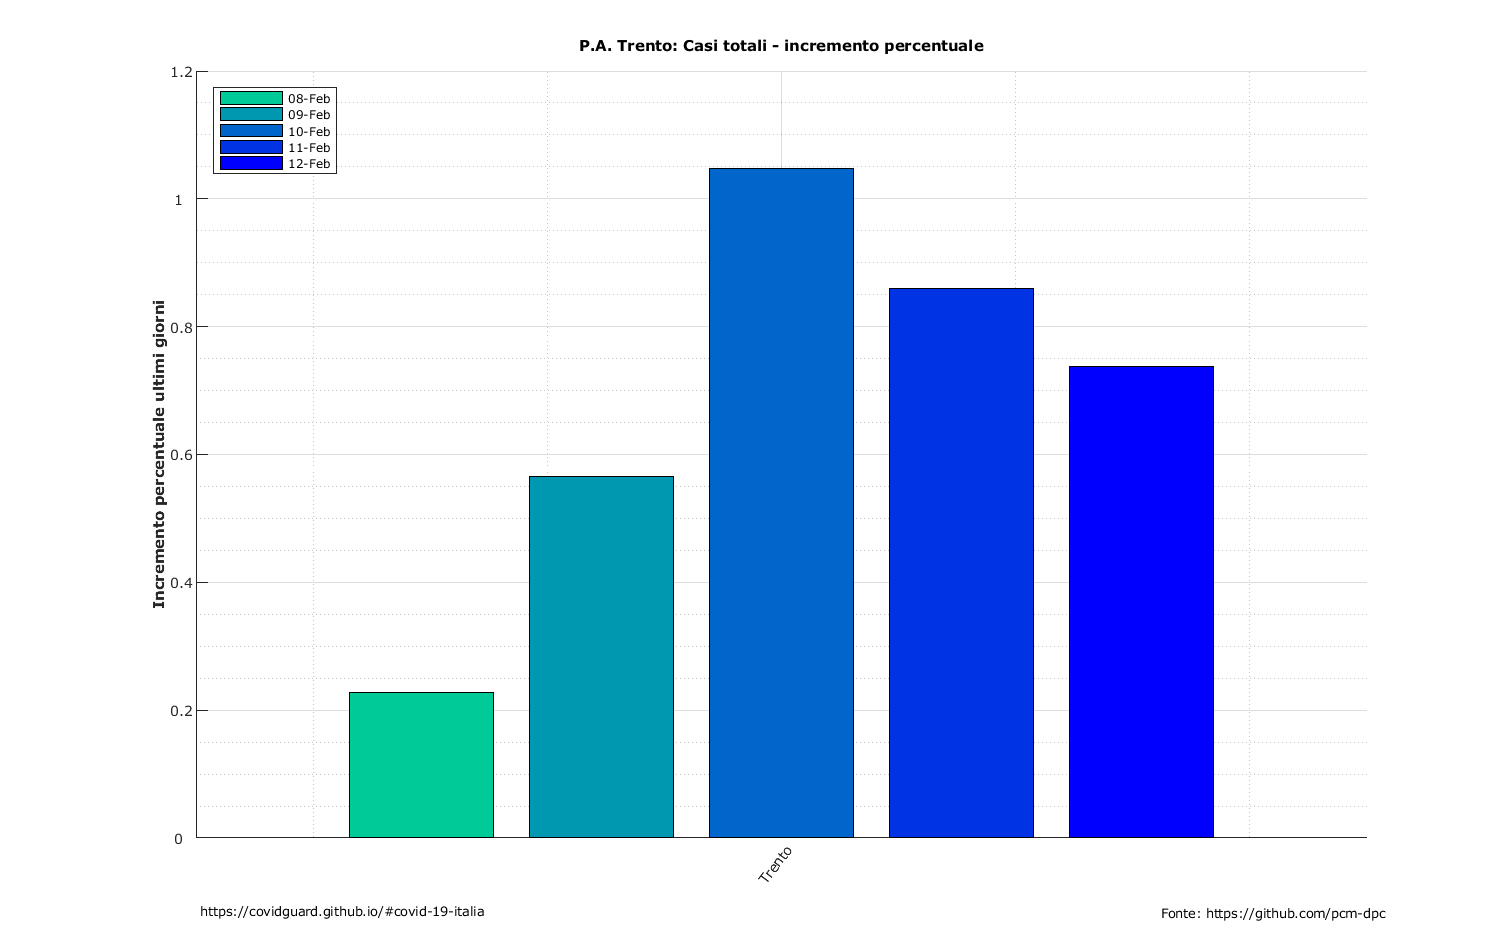 P.A. Trento: Casi totali - incremento percentuale
1.2
1
0.8
0.6
0.4
0.2
0
Incremento percentuale ultimi giorni
08-Feb
09-Feb
10-Feb
11-Feb
12-Feb
Trento
https://covidguard.github.io/#covid-19-italia
Fonte: https://github.com/pcm-dpc